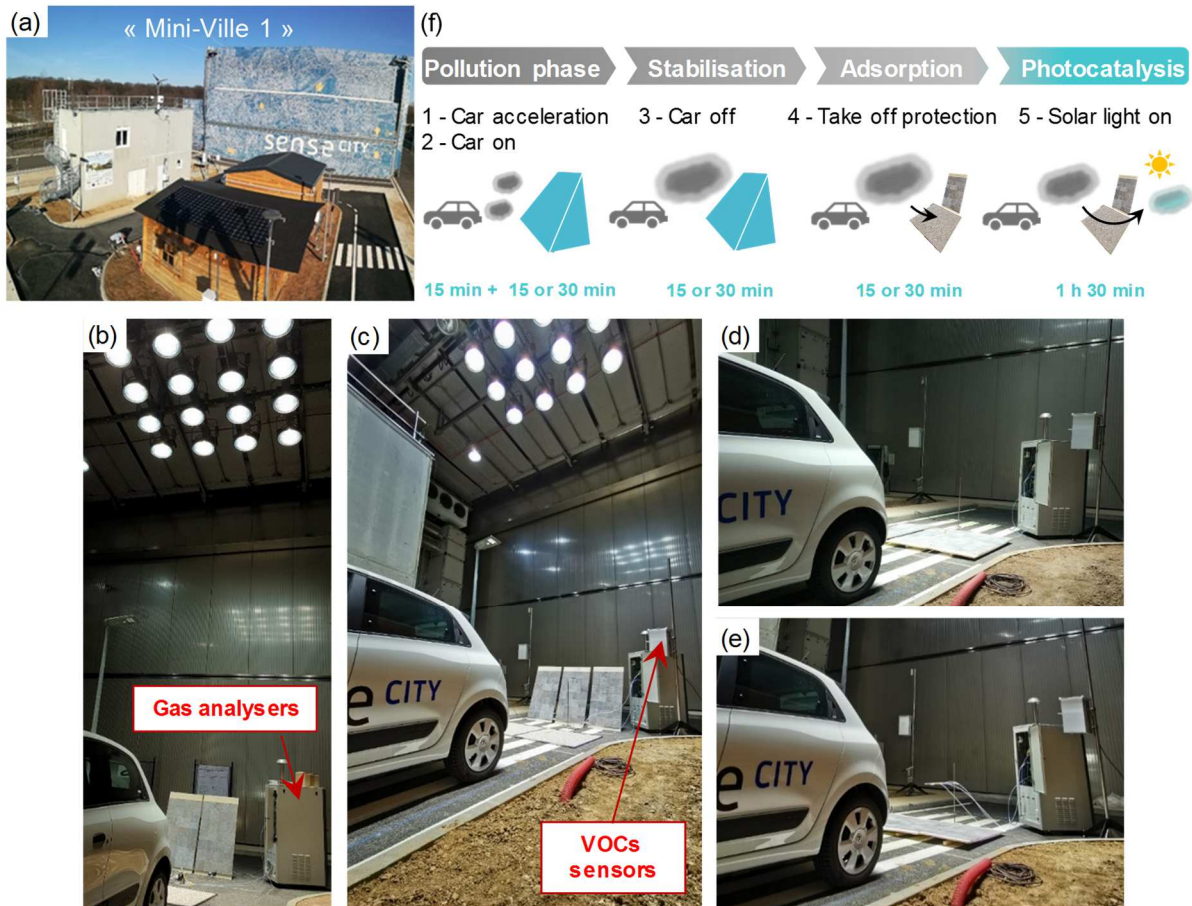 (a)
« Mini-Ville 1 »
sense CITY
(f)
Pollution phase
Stabilisation
Adsorption
Photocatalysis
1 - Car acceleration
2 - Car on
3 - Car off
4 - Take off protection
5 - Solar light on
15 min + 15 or 30 min
15 or 30 min
15 or 30 min
1 h 30 min
(b)
Gas analysers
(c)
e CITY
VOCs
sensors
(d)
CITY
(e)
e CITY